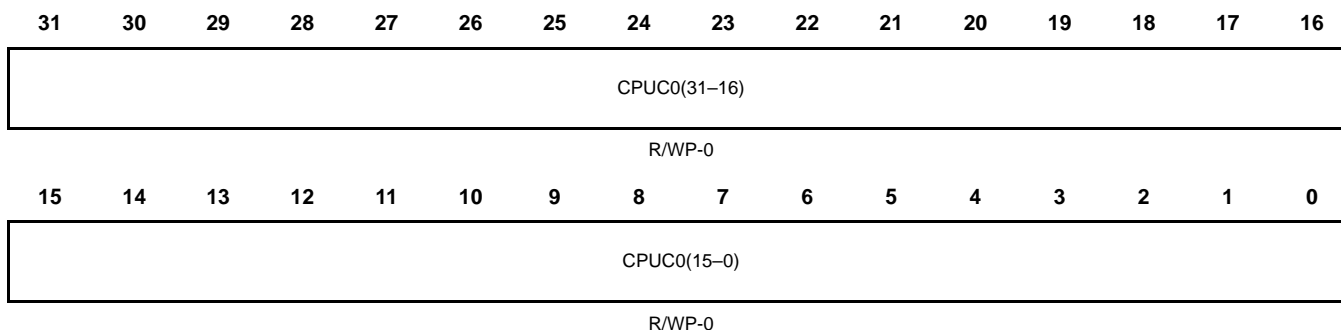 31 30 29 28 27 26 25 24 23 22 21 20 19 18 17 16
CPUC0(31–16)
R/WP-0
15 14 13 12 11 10 9 8 7 6 5 4 3 2 1 0
CPUC0(15–0)
R/WP-0